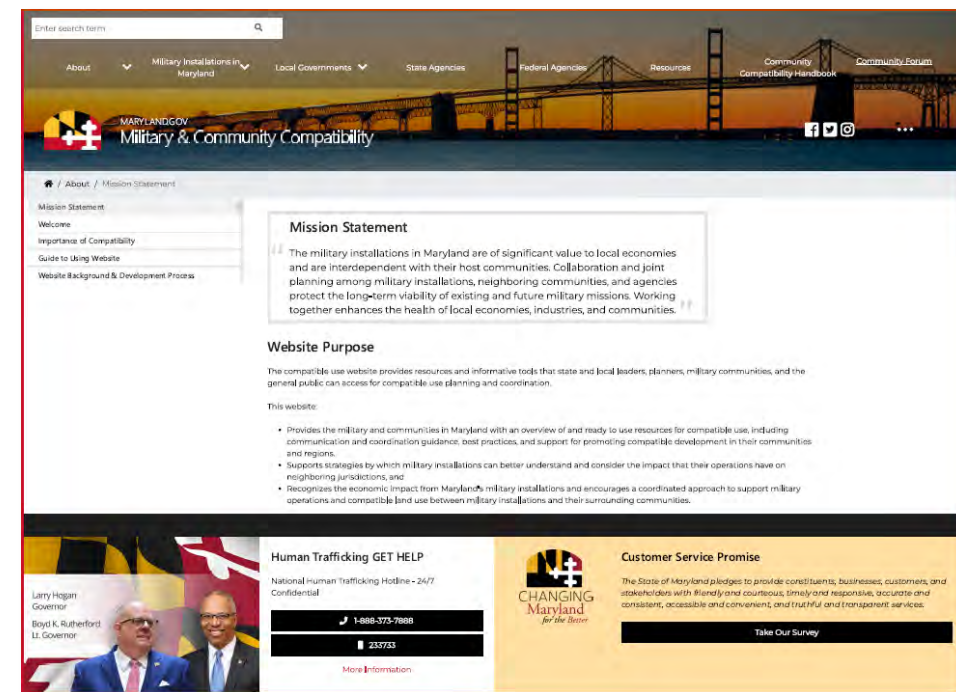 Enter search term
About
Military Installations in
Maryland
Local Governments
State Agencies
Federal Agencies
Resources
Community
Compatibility Handbook
Community Forum
MARYLANDGOV
Military & Community Compatibility
/ About / Mission Statement
Mission Statement
Welcome
Importance of Compatibility
Guide to Using Website
Website Background & Development Process
Mission Statement
“ The military installations in Maryland are of significant value to local economies
and are interdependent with their host communities. Collaboration and joint
planning among military installations, neighboring communities, and agencies
protect the long-term viability of existing and future military missions. Working
together enhances the health of local economies, industries, and communities. ”
Website Purpose
The compatible use website provides resources and informative tools that state and local leaders, planners, military communities, and the
general public can access for compatible use planning and coordination.
This website:
• Provides the military and communities in Maryland with an overview of and ready to use resources for compatible use, including
communication and coordination guidance, best practices, and support for promoting compatible development in their communities
and regions.
• Supports strategies by which military installations can better understand and consider the impact that their operations have on
neighboring jurisdictions, and
• Recognizes the economic impact from Maryland's military installations and encourages a coordinated approach to support military
operations and compatible land use between military installations and their surrounding communities.
Larry Hogan
Governor
Boyd K. Rutherford
Lt. Governor
Human Trafficking GET HELP
National Human Trafficking Hotline - 24/7
Confidential
1-888-373-7888
233733
More Information
CHANGING
Maryland
for the Better
Customer Service Promise
The State of Maryland pledges to provide constituents, businesses, customers, and
stakeholders with friendly and courteous, timely and responsive, accurate and
consistent, accessible and convenient, and truthful and transparent services.
Take Our Survey